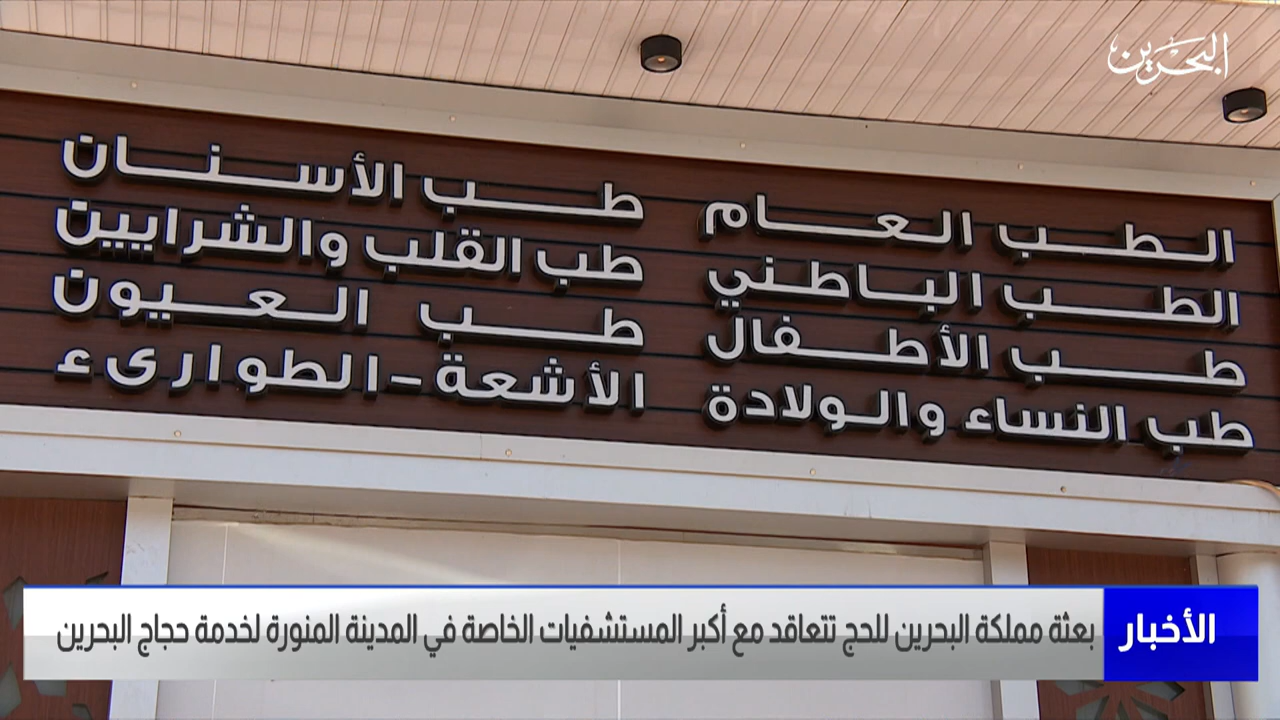 البحرين
الطب العام
الطب الباطني
طب الأطفال
طب النساء والولادة
طب الأسنان
طب القلب والشرايين
طب العيون
الأشعة - الطوارىء
الأخبار
بعثة مملكة البحرين للحج تتعاقد مع أكبر المستشفيات الخاصة في المدينة المنورة لخدمة حجاج البحرين